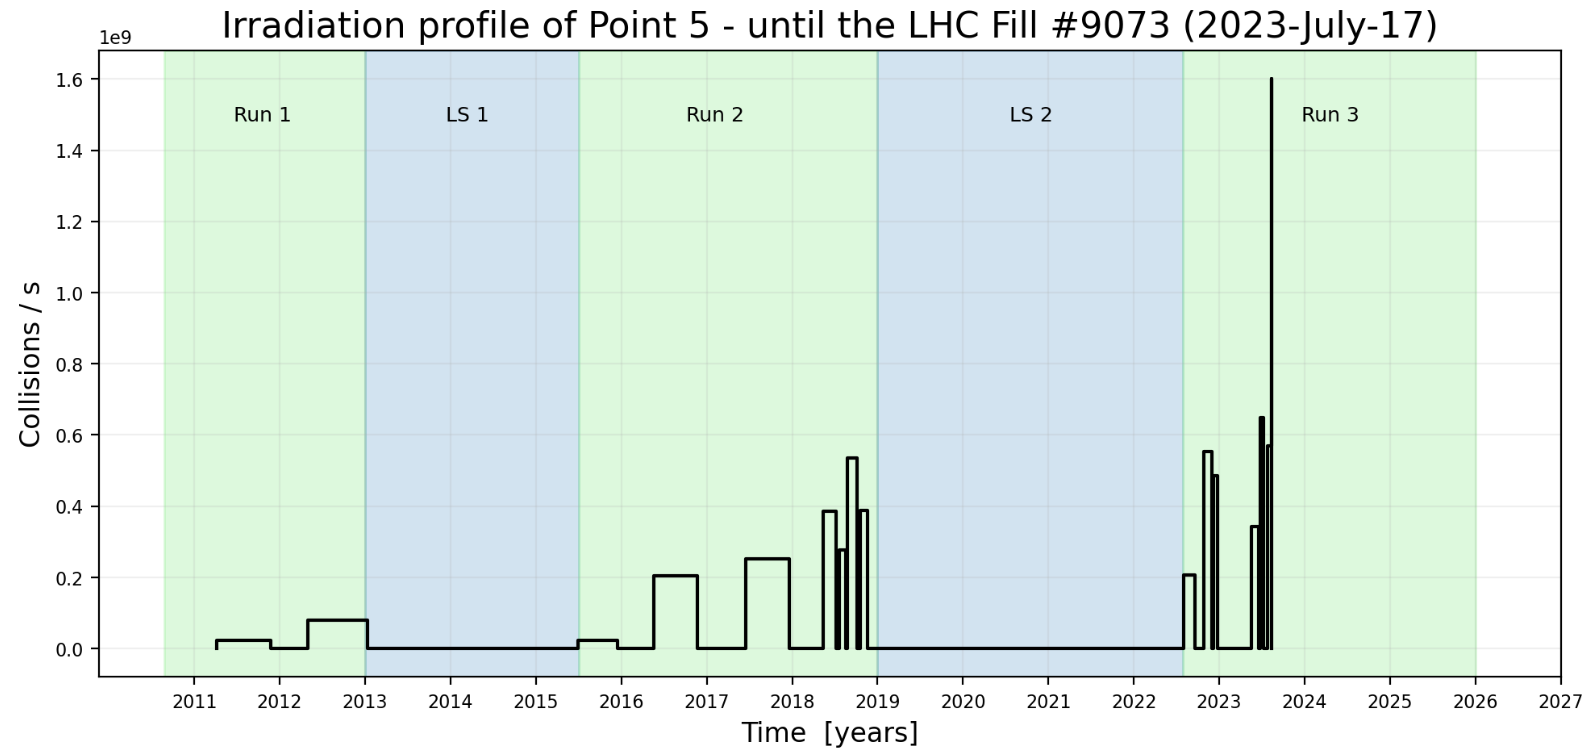 Irradiation profile of Point 5 - until the LHC Fill #9073 (2023-July-17)
1e9
1.6
1.4
1.2
1.0
0.8
0.6
0.4
0.2
0.0
Collisions / s
Run 1
LS 1
Run 2
LS 2
Run 3
2011 2012 2013 2014 2015 2016 2017 2018 2019 2020 2021 2022 2023 2024 2025 2026 2027
Time [years]